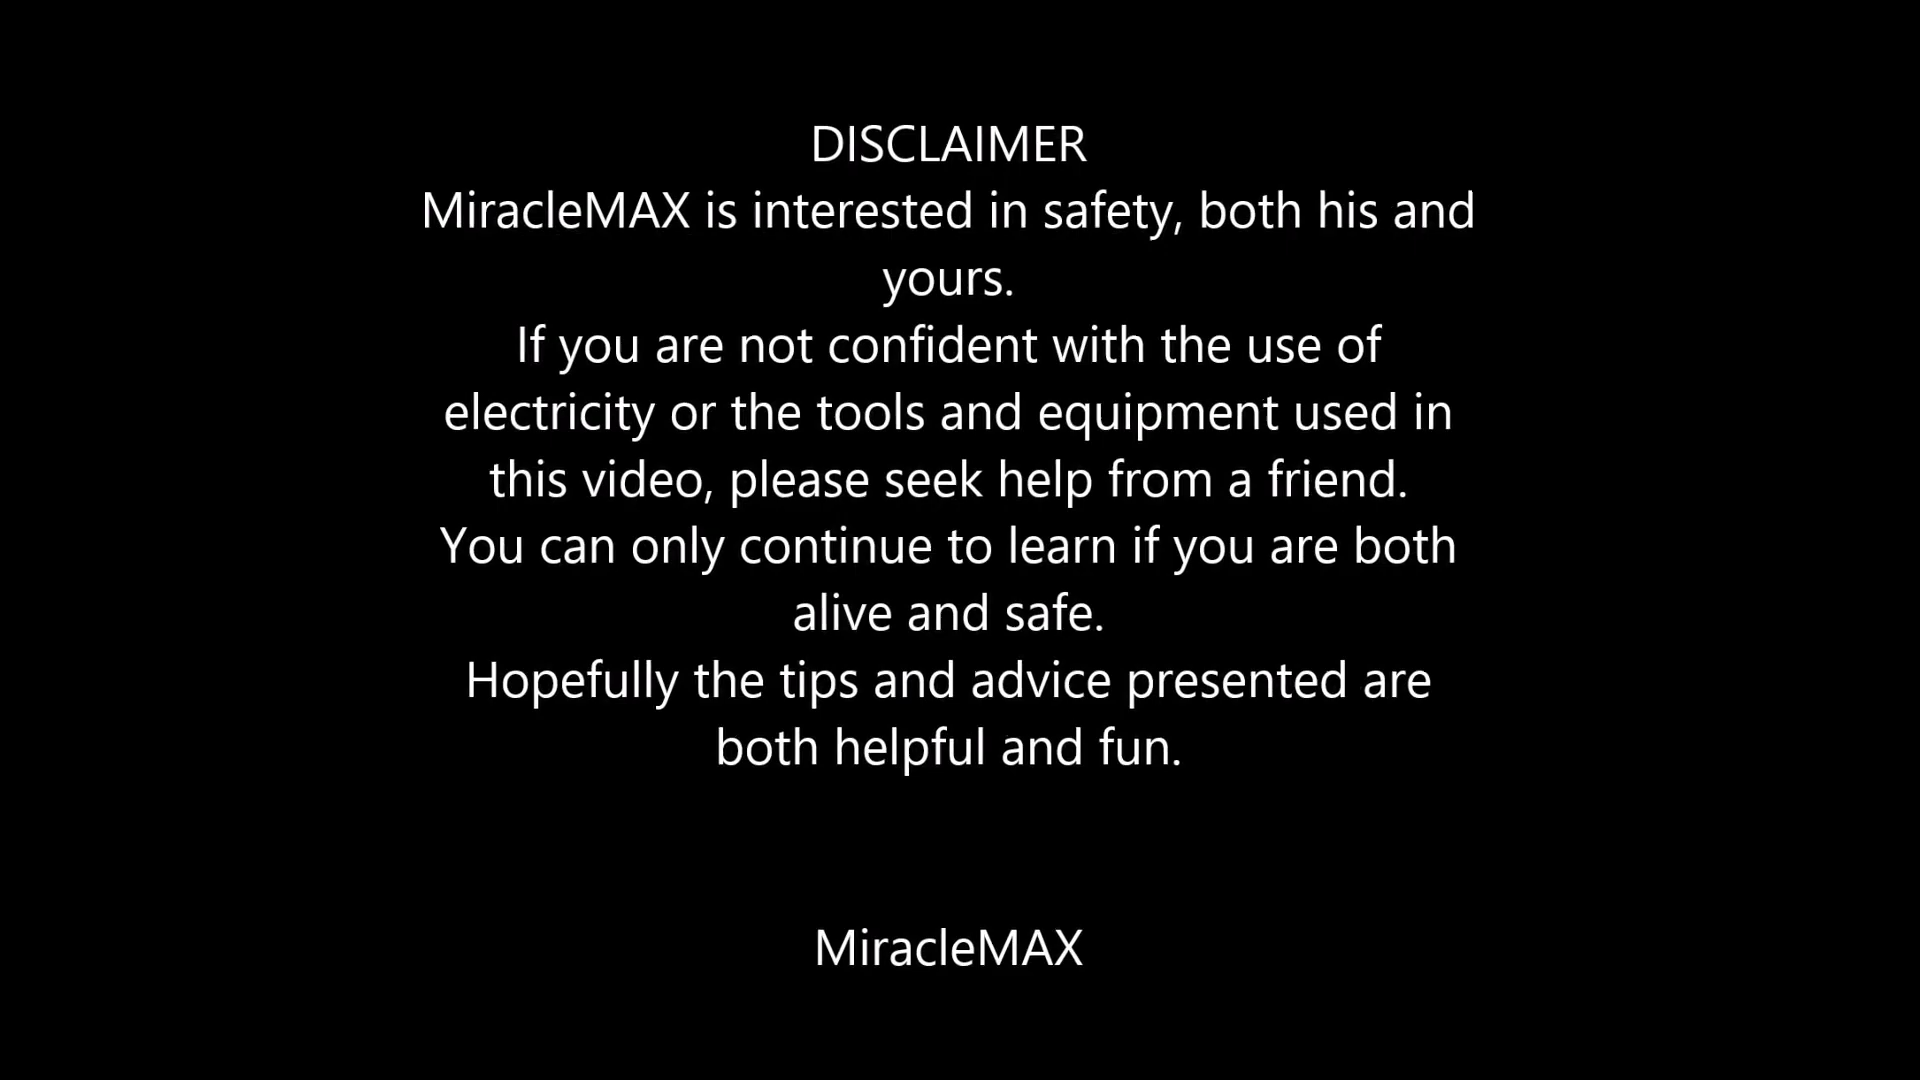 DISCLAIMER
MiracleMAX is interested in safety, both his and
yours.
If you are not confident with the use of
electricity or the tools and equipment used in
this video, please seek help from a friend.
You can only continue to learn if you are both
alive and safe.
Hopefully the tips and advice presented are
both helpful and fun.
MiracleMAX